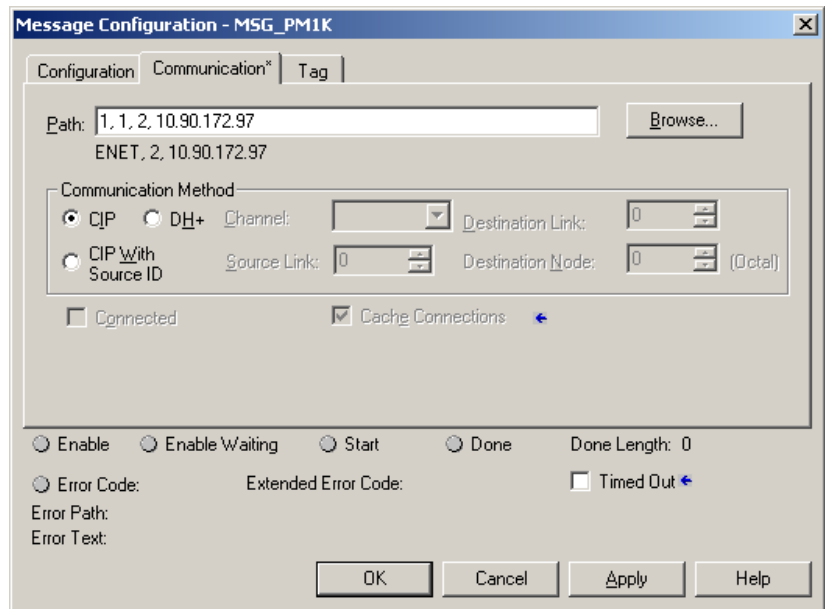 Message Configuration - MSG_PM1K
Configuration Communication* Tag
Path: 1, 1, 2, 10.90.172.97 Browse...
ENET, 2, 10.90.172.97
Communication Method
CIP DH+ Channel: Destination Link: 0
CIP With Source ID Source Link: 0 Destination Node: 0 (Octal)
Connected Cache Connections
Enable Enable Waiting Start Done Done Length: 0
Error Code: Extended Error Code: Timed Out
Error Path:
Error Text:
OK Cancel Apply Help